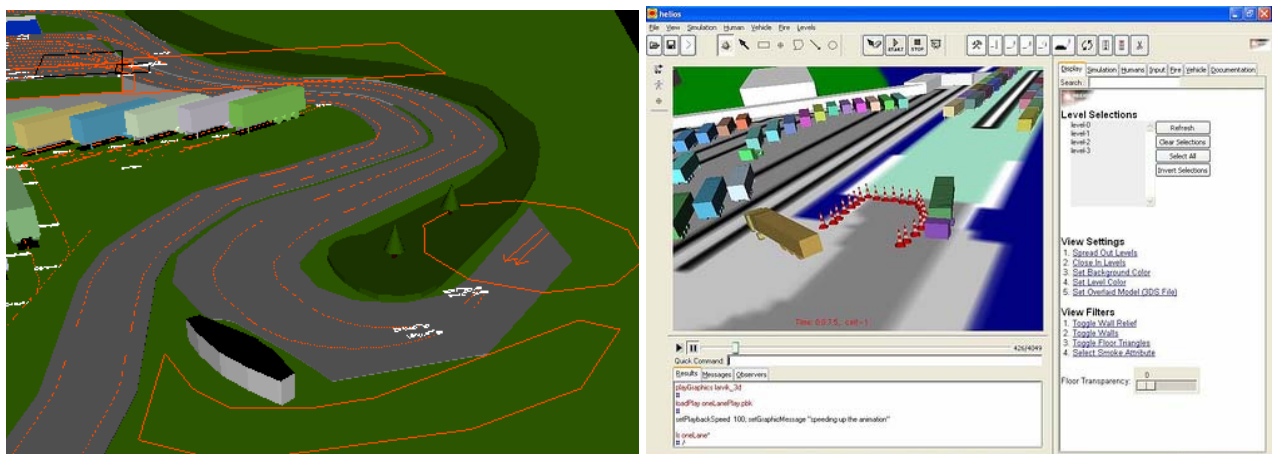 helios
File View Simulation Human Vehicle Fire Levels
START
STOP
Display Simulation Humans Input Fire Vehicle Documentation
Search:
Level Selections
level-0
level-1
level-2
level-3
Refresh
Clear Selections
Select All
Invert Selections
View Settings
1. Spread Out Levels
2. Close In Levels
3. Set Background Color
4. Set Level Color
5. Set Overlaid Model (3DS File)
View Filters
1. Toggle Wall Relief
2. Toggle Walls
3. Toggle Floor Triangles
4. Select Smoke Attribute
Floor Transparency: 0
426/4049
Quick Command:
Results Messages Observers
playGraphics larvik_3d
#
loadPlay oneLanePlay.pbk
#
setPlaybackSpeed 100; setGraphicMessage "speeding up the animation"
ls oneLane*
# /